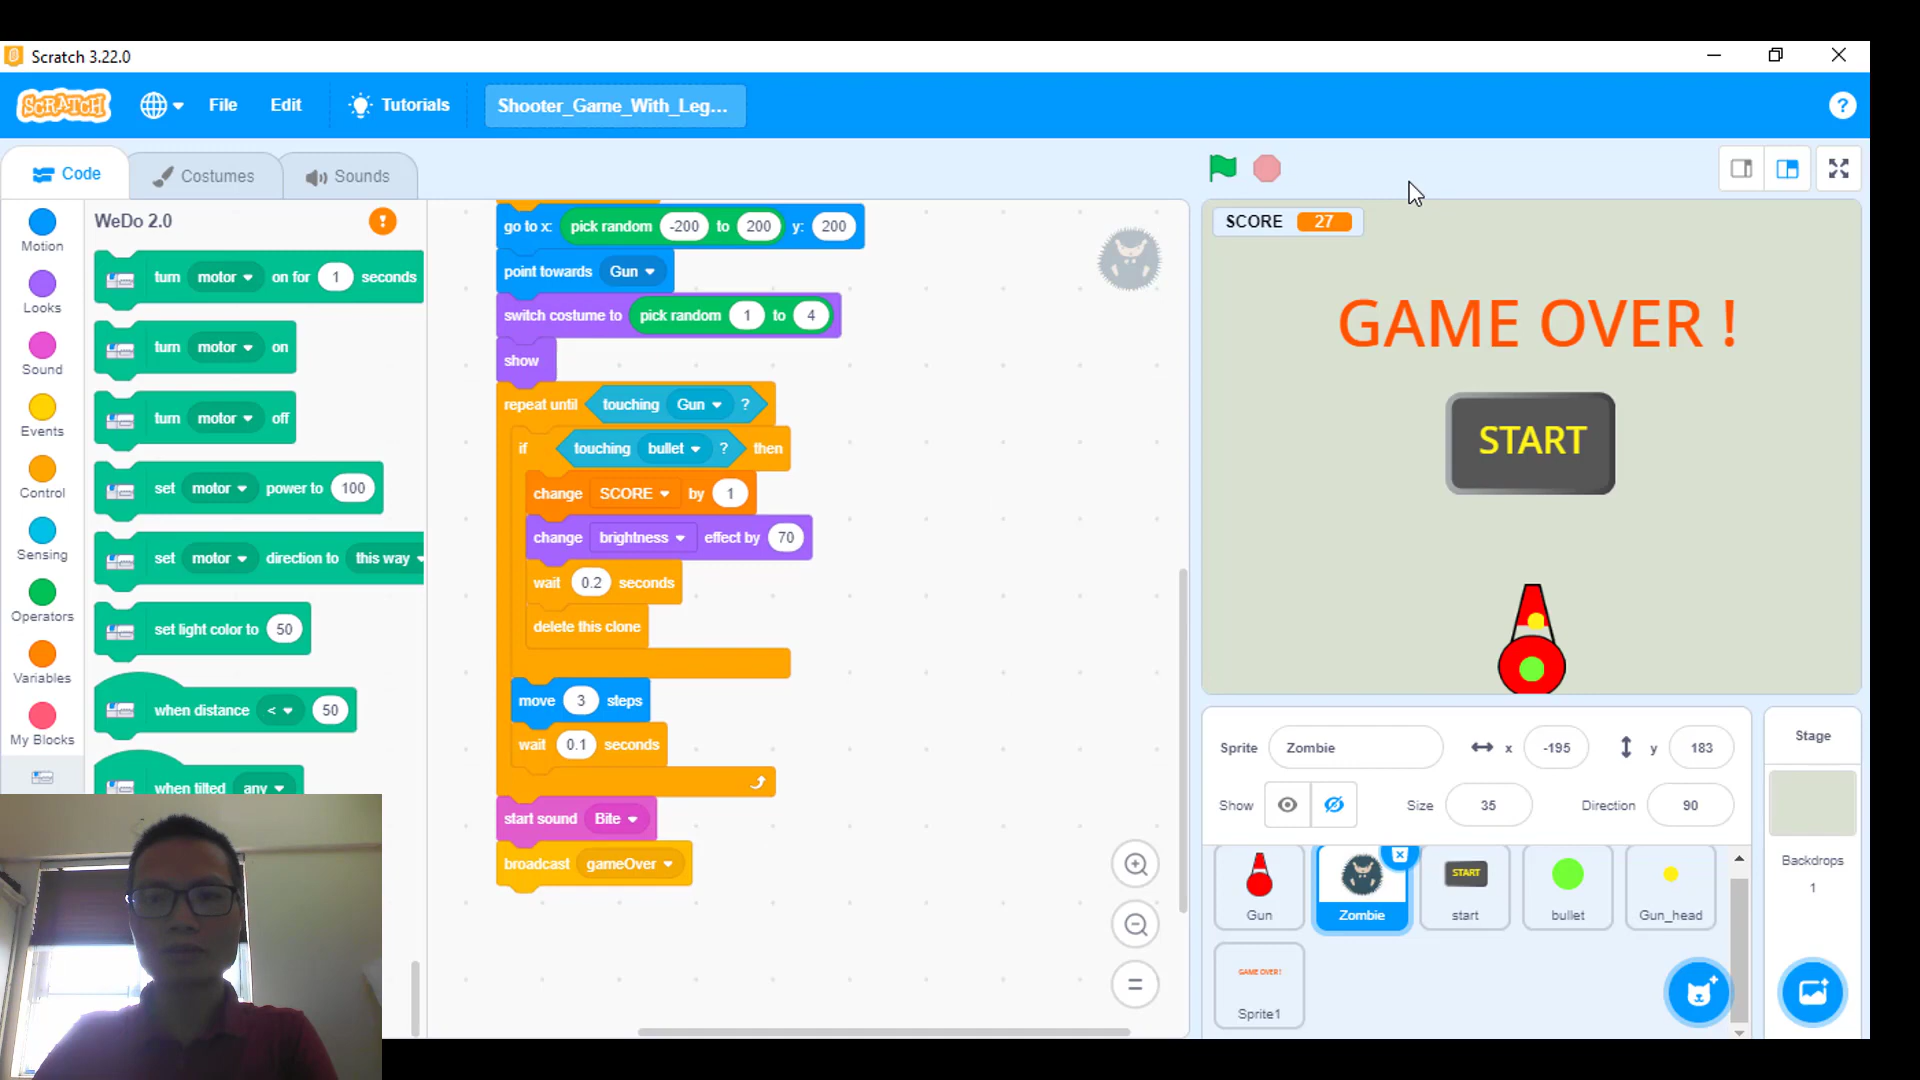 Scratch 3.22.0
SCRATCH File Edit Tutorials Shooter_Game_With_Leg...
Code Costumes Sounds
Motion
Looks
Sound
Events
Control
Sensing
Operators
Variables
My Blocks
WeDo 2.0
turn motor on for 1 seconds
turn motor on
turn motor off
set motor power to 100
set motor direction to this way
set light color to 50
when distance < 50
when tilted any
go to x: pick random -200 to 200 y: 200
point towards Gun
switch costume to pick random 1 to 4
show
repeat until touching Gun ?
if touching bullet ? then
change SCORE by 1
change brightness effect by 70
wait 0.2 seconds
delete this clone
move 3 steps
wait 0.1 seconds
start sound Bite
broadcast gameOver
SCORE 27
GAME OVER !
START
Sprite Zombie x -195 y 183
Show Size 35 Direction 90
Gun
Zombie
START
start
bullet
Gun_head
GAME OVER!
Sprite1
Stage
Backdrops
1